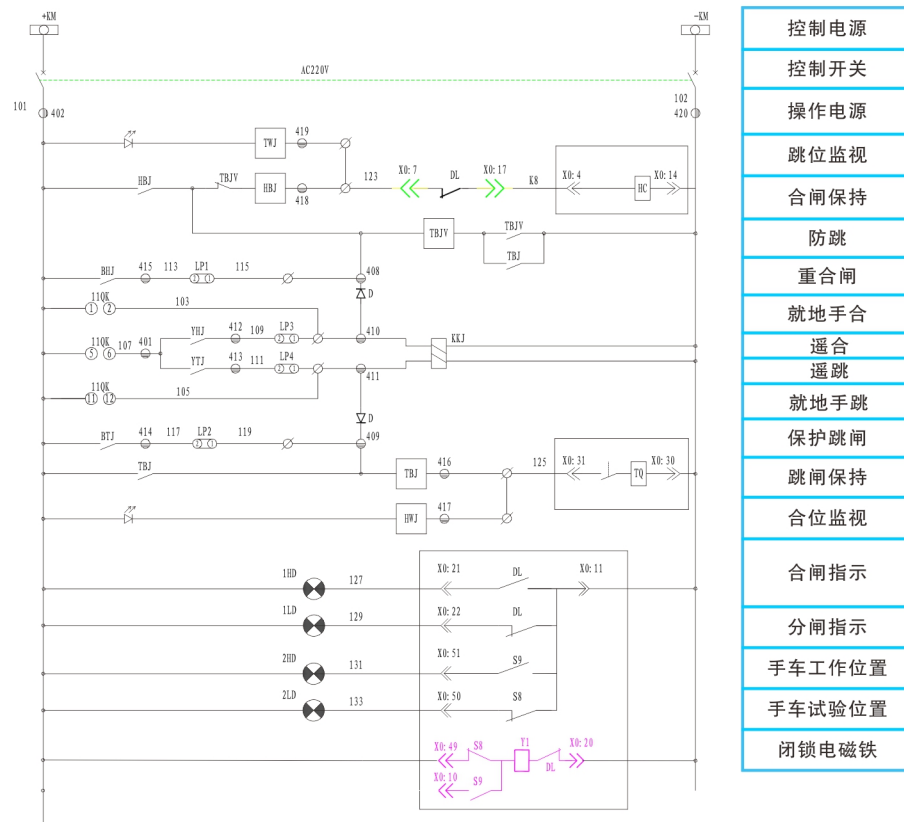 +KM -KM 控制电源
AC220V 控制开关
101 402 102 420 操作电源
TWJ 419 跳位监视
HBJ TBJV HBJ 418 123 X0:7 DL X0:17 K8 X0:4 HC X0:14 合闸保持
TBJV TBJV TBJ 防跳
BHJ 415 113 LP1 115 408 重合闸
D
11QK 1 2 103 就地手合
YHJ 412 109 LP3 410 KKJ 遥合
11QK 5 6 107 401
YTJ 413 111 LP4 411 遥跳
11QK 11 12 105 就地手跳
D
BTJ 414 117 LP2 119 409 保护跳闸
TBJ TBJ 416 125 X0:31 TQ X0:30 跳闸保持
HWJ 417 合位监视
1HD 127 X0:21 DL X0:11 合闸指示
1LD 129 X0:22 DL 分闸指示
2HD 131 X0:51 S9 手车工作位置
2LD 133 X0:50 S8 手车试验位置
X0:49 S8 Y1 DL X0:20 闭锁电磁铁
X0:10 S9